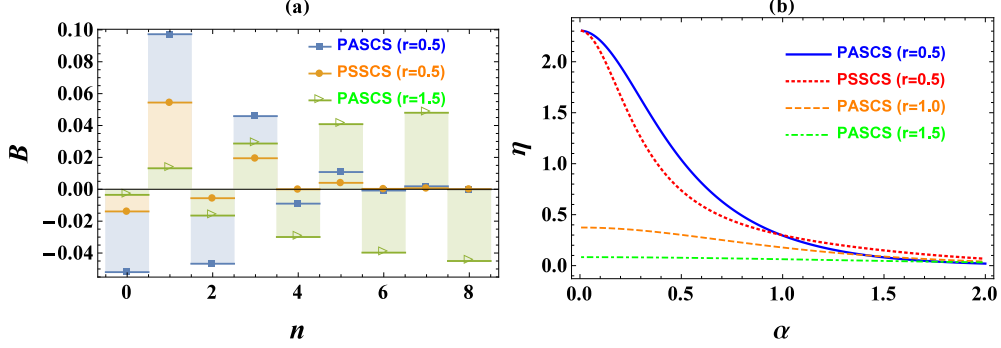 (a)
0.10
0.08
0.06
0.04
0.02
0.00
-0.02
-0.04
B
PASCS (r=0.5)
PSSCS (r=0.5)
PASCS (r=1.5)
0 2 4 6 8
n
(b)
2.0
1.5
1.0
0.5
0.0
η
PASCS (r=0.5)
PSSCS (r=0.5)
PASCS (r=1.0)
PASCS (r=1.5)
0.0 0.5 1.0 1.5 2.0
α